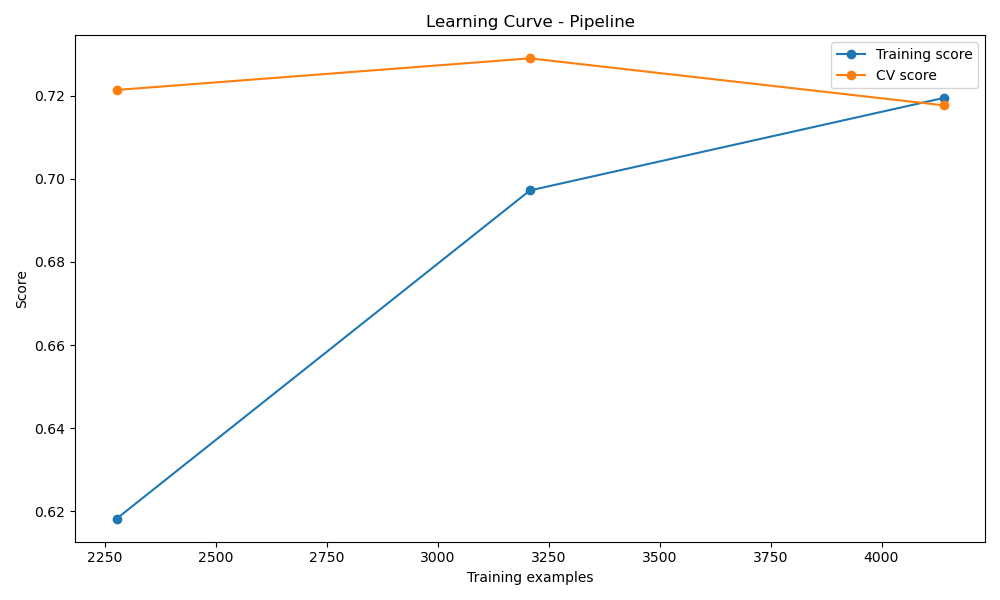 Learning Curve - Pipeline
Training score
CV score
Score
0.72
0.70
0.68
0.66
0.64
0.62
2250
2500
2750
3000
3250
3500
3750
4000
Training examples